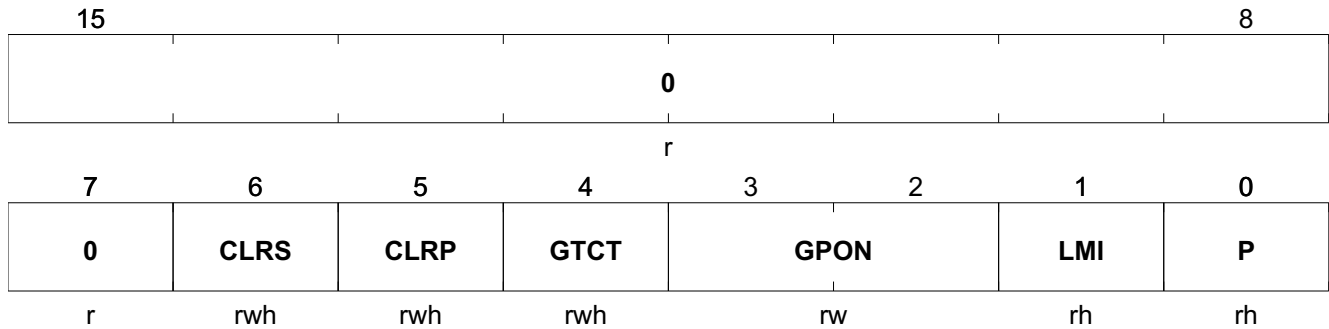 15 8
0
r
7 6 5 4 3 2 1 0
0 CLRS CLRP GTCT GPON LMI P
r rwh rwh rwh rw rh rh